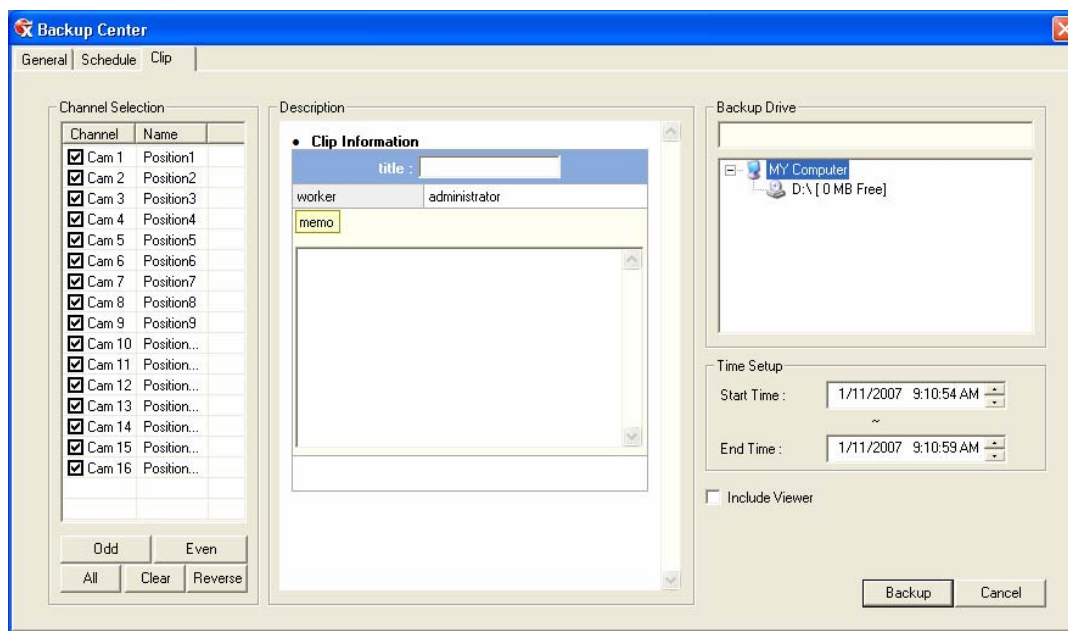 Backup Center
General Schedule Clip
Channel Selection
Channel Name
Cam 1 Position1
Cam 2 Position2
Cam 3 Position3
Cam 4 Position4
Cam 5 Position5
Cam 6 Position6
Cam 7 Position7
Cam 8 Position8
Cam 9 Position9
Cam 10 Position...
Cam 11 Position...
Cam 12 Position...
Cam 13 Position...
Cam 14 Position...
Cam 15 Position...
Cam 16 Position...
Odd Even
All Clear Reverse
Description
• Clip Information
title :
worker administrator
memo
Backup Drive
MY Computer
D:\ [ 0 MB Free]
Time Setup
Start Time : 1/11/2007 9:10:54 AM
~
End Time : 1/11/2007 9:10:59 AM
Include Viewer
Backup Cancel